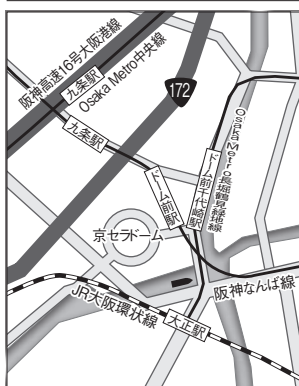 阪神高速16号大阪港線
九条駅
Osaka Metro中央線
172
九条駅
Osaka Metro長堀鶴見緑地線
ドーム前駅
ドーム前千代崎駅
京セラドーム
阪神なんば線
JR大阪環状線
大正駅